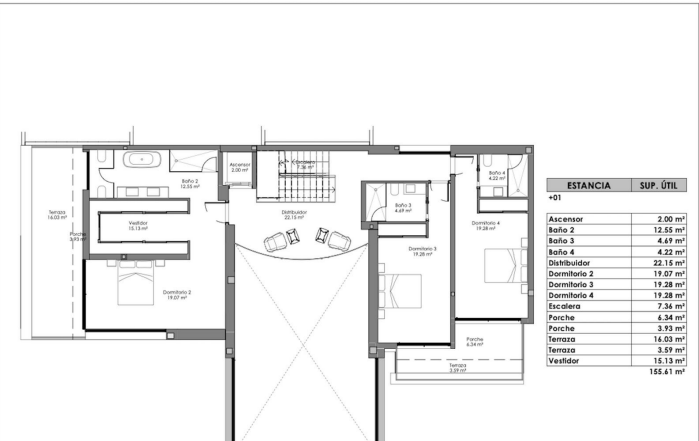 Ascensor
2.00 m²
Escalera
7.36 m²
Baño 2
12.55 m²
Baño 4
4.22 m²
Terraza
16.03 m²
Porche
3.93 m²
Vestidor
15.13 m²
Distribuidor
22.15 m²
Baño 3
4.69 m²
Dormitorio 4
19.28 m²
Dormitorio 3
19.28 m²
Dormitorio 2
19.07 m²
Porche
6.34 m²
Terraza
3.59 m²
ESTANCIA SUP. ÚTIL
+01
Ascensor 2.00 m²
Baño 2 12.55 m²
Baño 3 4.69 m²
Baño 4 4.22 m²
Distribuidor 22.15 m²
Dormitorio 2 19.07 m²
Dormitorio 3 19.28 m²
Dormitorio 4 19.28 m²
Escalera 7.36 m²
Porche 6.34 m²
Porche 3.93 m²
Terraza 16.03 m²
Terraza 3.59 m²
Vestidor 15.13 m²
155.61 m²